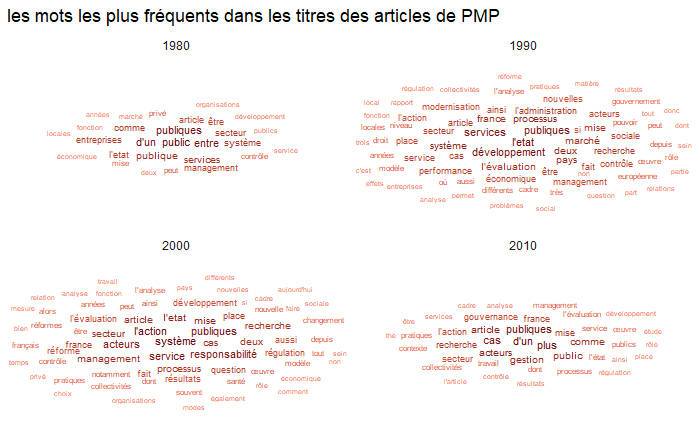 les mots les plus fréquents dans les titres des articles de PMP
1980
organisations
années marché privé développement
article être
locales fonction comme publiques secteur publics
entreprises d'un public entre système
l'etat publique services contrôle service
économique mise
deux peut management
1990
réforme
régulation collectivités l'analyse pratiques matière résultats
local rapport modernisation ainsi l'administration nouvelles gouvernement
fonction l'action article france processus acteurs tout donc
locales niveau secteur services publiques si mise pouvoir peut dont
trois droit place système l'etat marché sociale depuis sein
années service cas développement deux recherche
c'est modèle performance l'évaluation pays fait contrôle œuvre rôle
être non partie
effets entreprises où aussi économique management européenne
analyse permet différents cadre très question part relations
problèmes social
2000
travail différents
relation analyse fonction l'analyse pays nouvelles aujourd'hui
années peut ainsi développement si cadre sociale
mesure alors l'évaluation article l'etat mise place nouvelle faire
bien réformes être secteur l'action publiques recherche changement
français france acteurs système cas deux aussi depuis
réforme service responsabilité régulation tout sein
temps contrôle management modèle non
notamment fait processus question œuvre
privé pratiques résultats santé économique
collectivités dont rôle
choix souvent comment
organisations également
modes
2010
cadre analyse management
être services gouvernance france l'évaluation développement
the pratiques l'action article publiques mise service œuvre étude
contexte recherche cas d'un plus comme publics rôle
secteur acteurs public l'état ainsi place
collectivités travail gestion
dont processus régulation
l'article contrôle
résultats